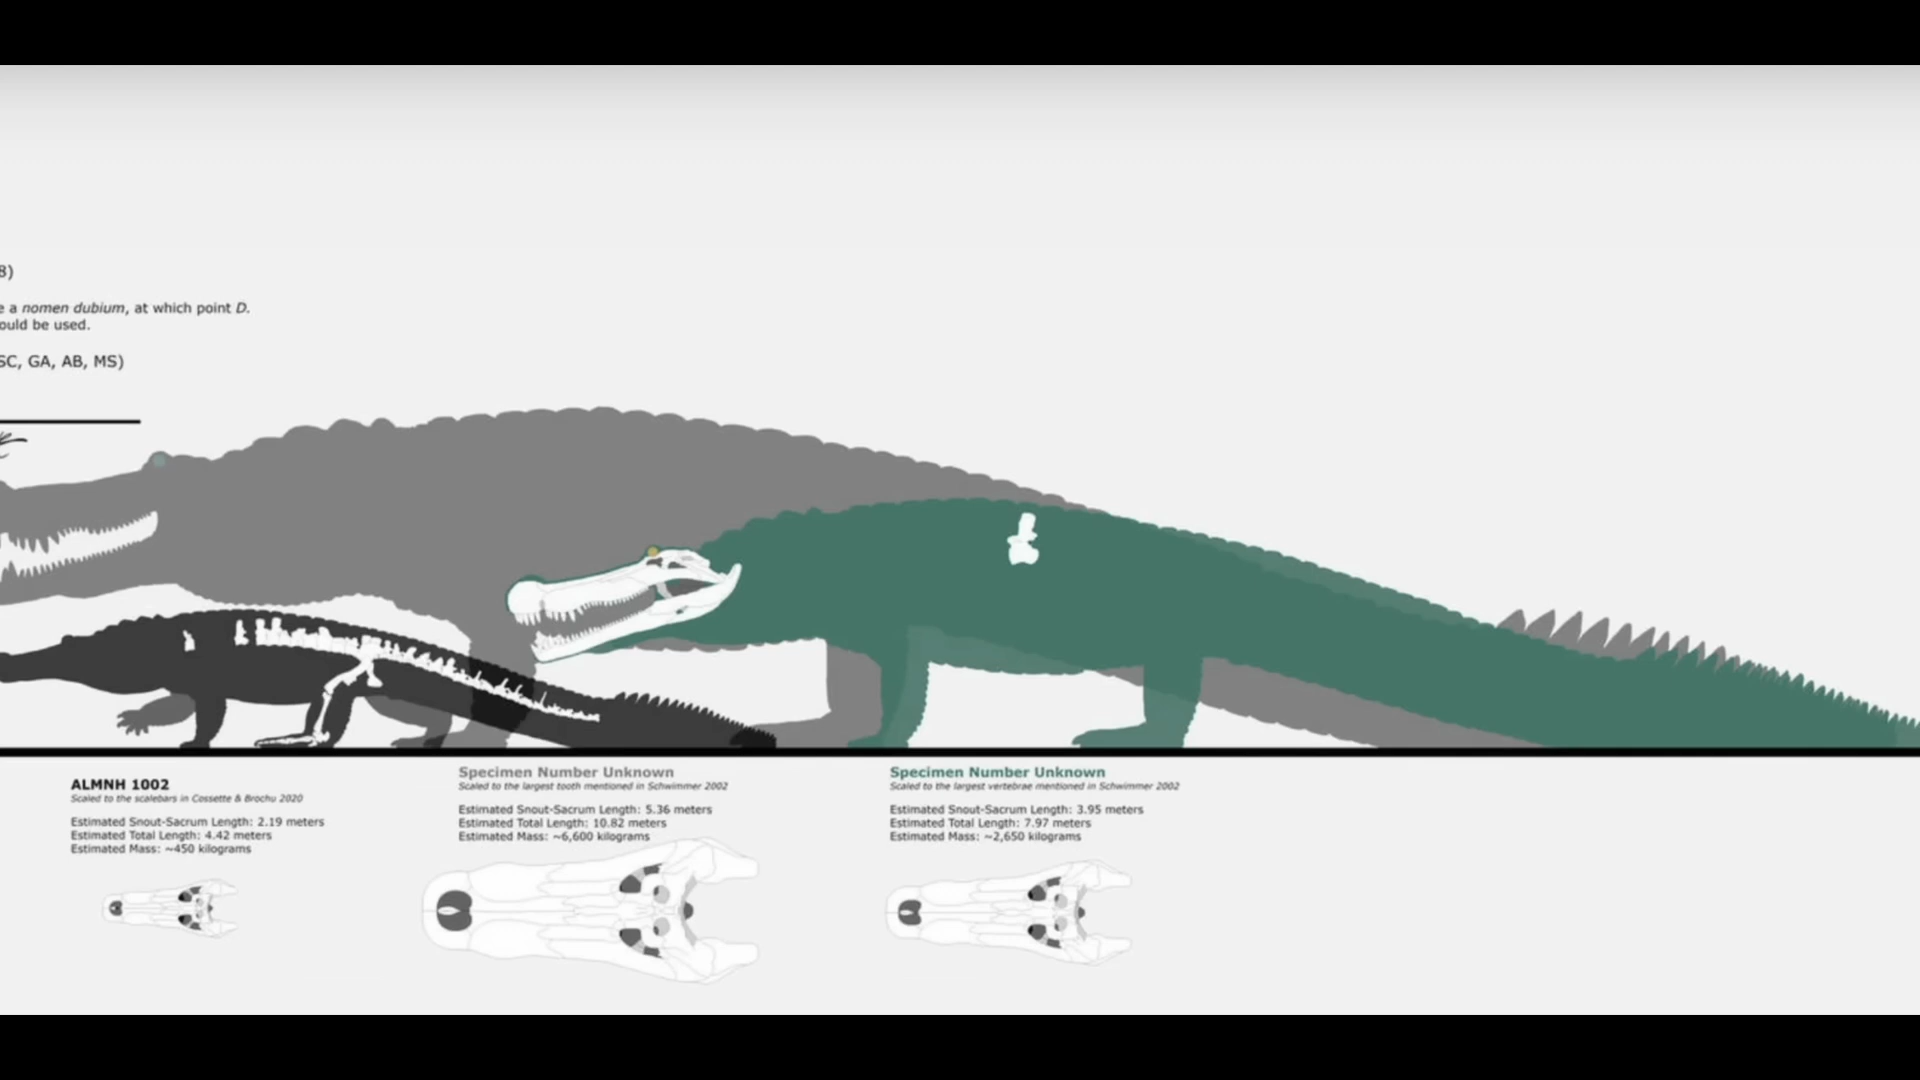 8)
e a nomen dubium, at which point D.
ould be used.
SC, GA, AB, MS)
ALMNH 1002
Scaled to the scalebars in Cossette & Brochu 2020
Estimated Snout-Sacrum Length: 2.19 meters
Estimated Total Length: 4.42 meters
Estimated Mass: ~450 kilograms
Specimen Number Unknown
Scaled to the largest tooth mentioned in Schwimmer 2002
Estimated Snout-Sacrum Length: 5.36 meters
Estimated Total Length: 10.82 meters
Estimated Mass: ~6,600 kilograms
Specimen Number Unknown
Scaled to the largest vertebrae mentioned in Schwimmer 2002
Estimated Snout-Sacrum Length: 3.95 meters
Estimated Total Length: 7.97 meters
Estimated Mass: ~2,650 kilograms